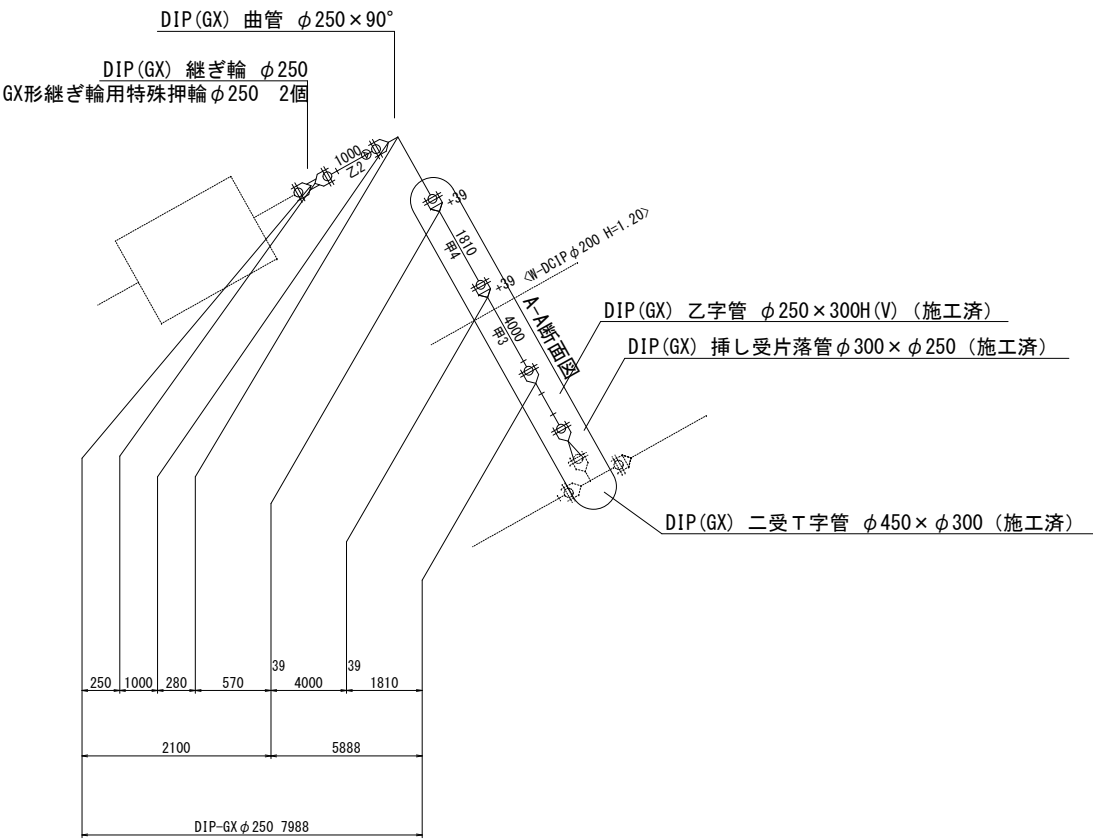 DIP(GX) 曲管 φ250×90°
DIP(GX) 継ぎ輪 φ250
GX形継ぎ輪用特殊押輪φ250 2個
1000
乙2
+39
1810
甲4
<W-DCIPφ200 H=1.20>
+39
4000
甲3
A-A断面図
DIP(GX) 乙字管 φ250×300H(V) (施工済)
DIP(GX) 挿し受片落管φ300×φ250 (施工済)
DIP(GX) 二受T字管 φ450×φ300 (施工済)
39
39
250
1000
280
570
4000
1810
2100
5888
DIP-GXφ250 7988